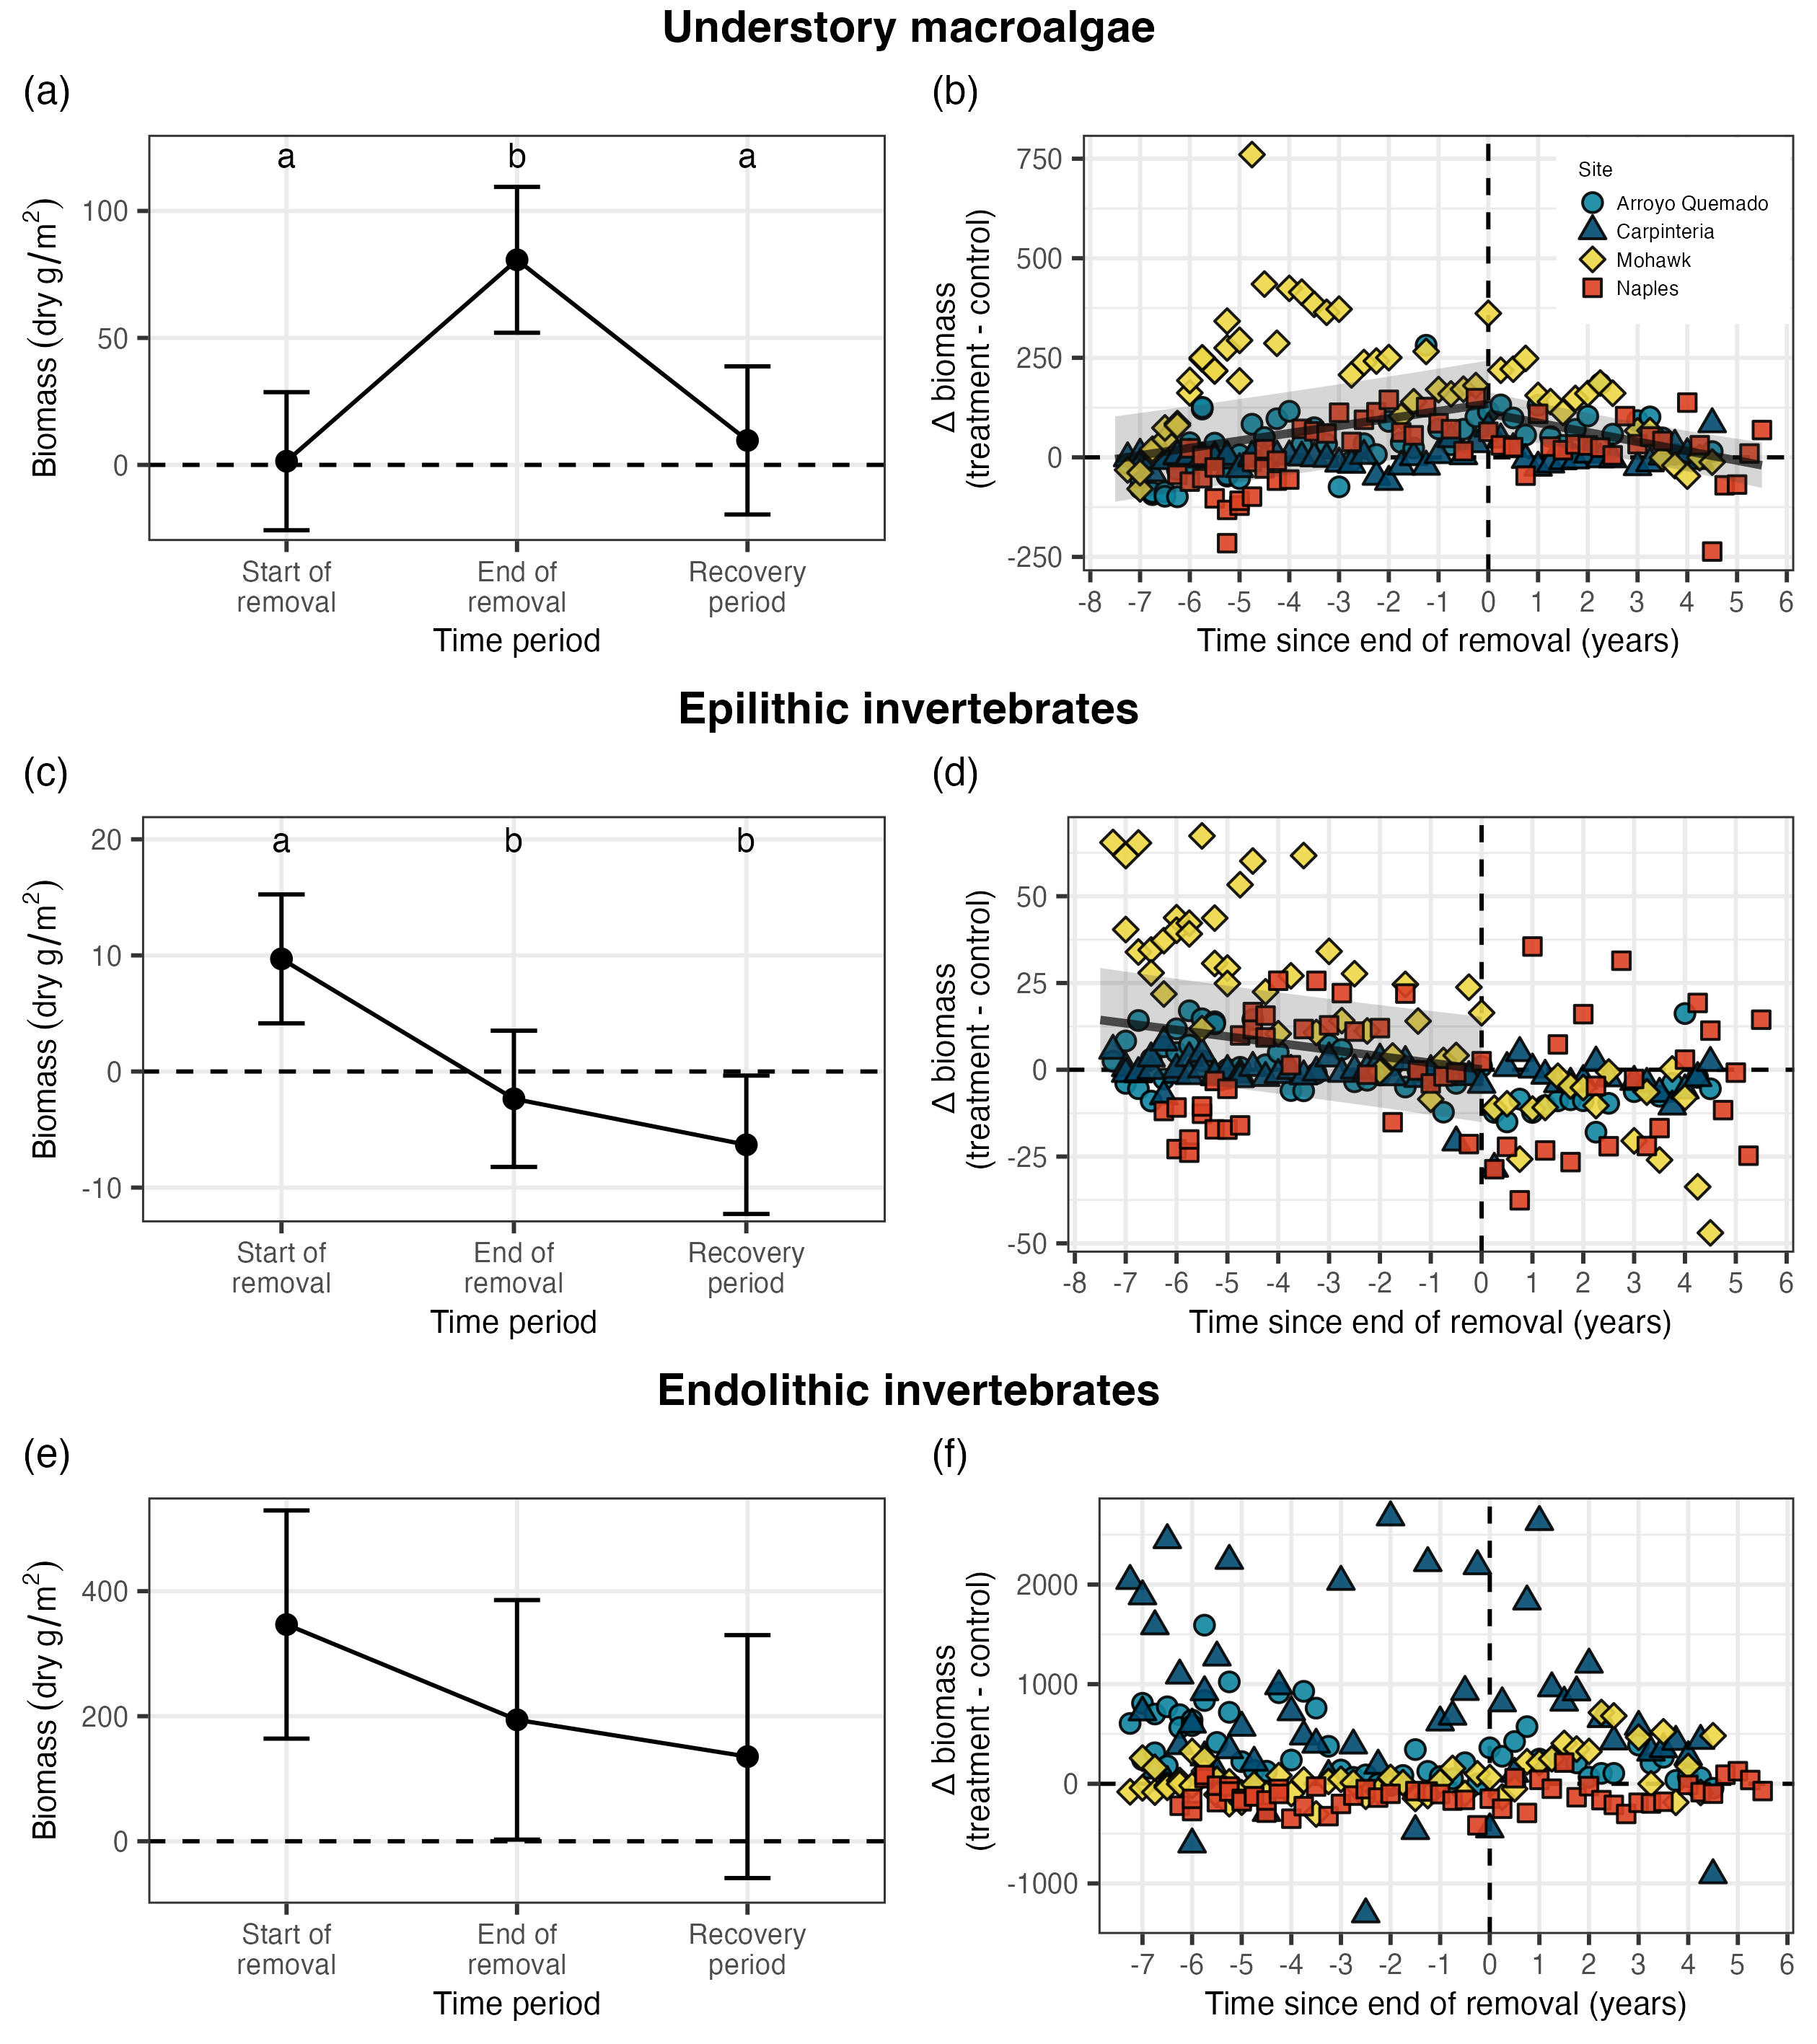 Understory macroalgae
(a)
(b)
a
b
a
100
50
0
Biomass (dry g/m²)
Start of removal
End of removal
Recovery period
Time period
750
500
250
0
-250
Δ biomass
(treatment - control)
Site
Arroyo Quemado
Carpinteria
Mohawk
Naples
-8 -7 -6 -5 -4 -3 -2 -1 0 1 2 3 4 5 6
Time since end of removal (years)
Epilithic invertebrates
(c)
(d)
a
b
b
20
10
0
-10
Biomass (dry g/m²)
Start of removal
End of removal
Recovery period
Time period
50
25
0
-25
-50
Δ biomass
(treatment - control)
-8 -7 -6 -5 -4 -3 -2 -1 0 1 2 3 4 5 6
Time since end of removal (years)
Endolithic invertebrates
(e)
(f)
400
200
0
Biomass (dry g/m²)
Start of removal
End of removal
Recovery period
Time period
2000
1000
0
-1000
Δ biomass
(treatment - control)
-7 -6 -5 -4 -3 -2 -1 0 1 2 3 4 5 6
Time since end of removal (years)